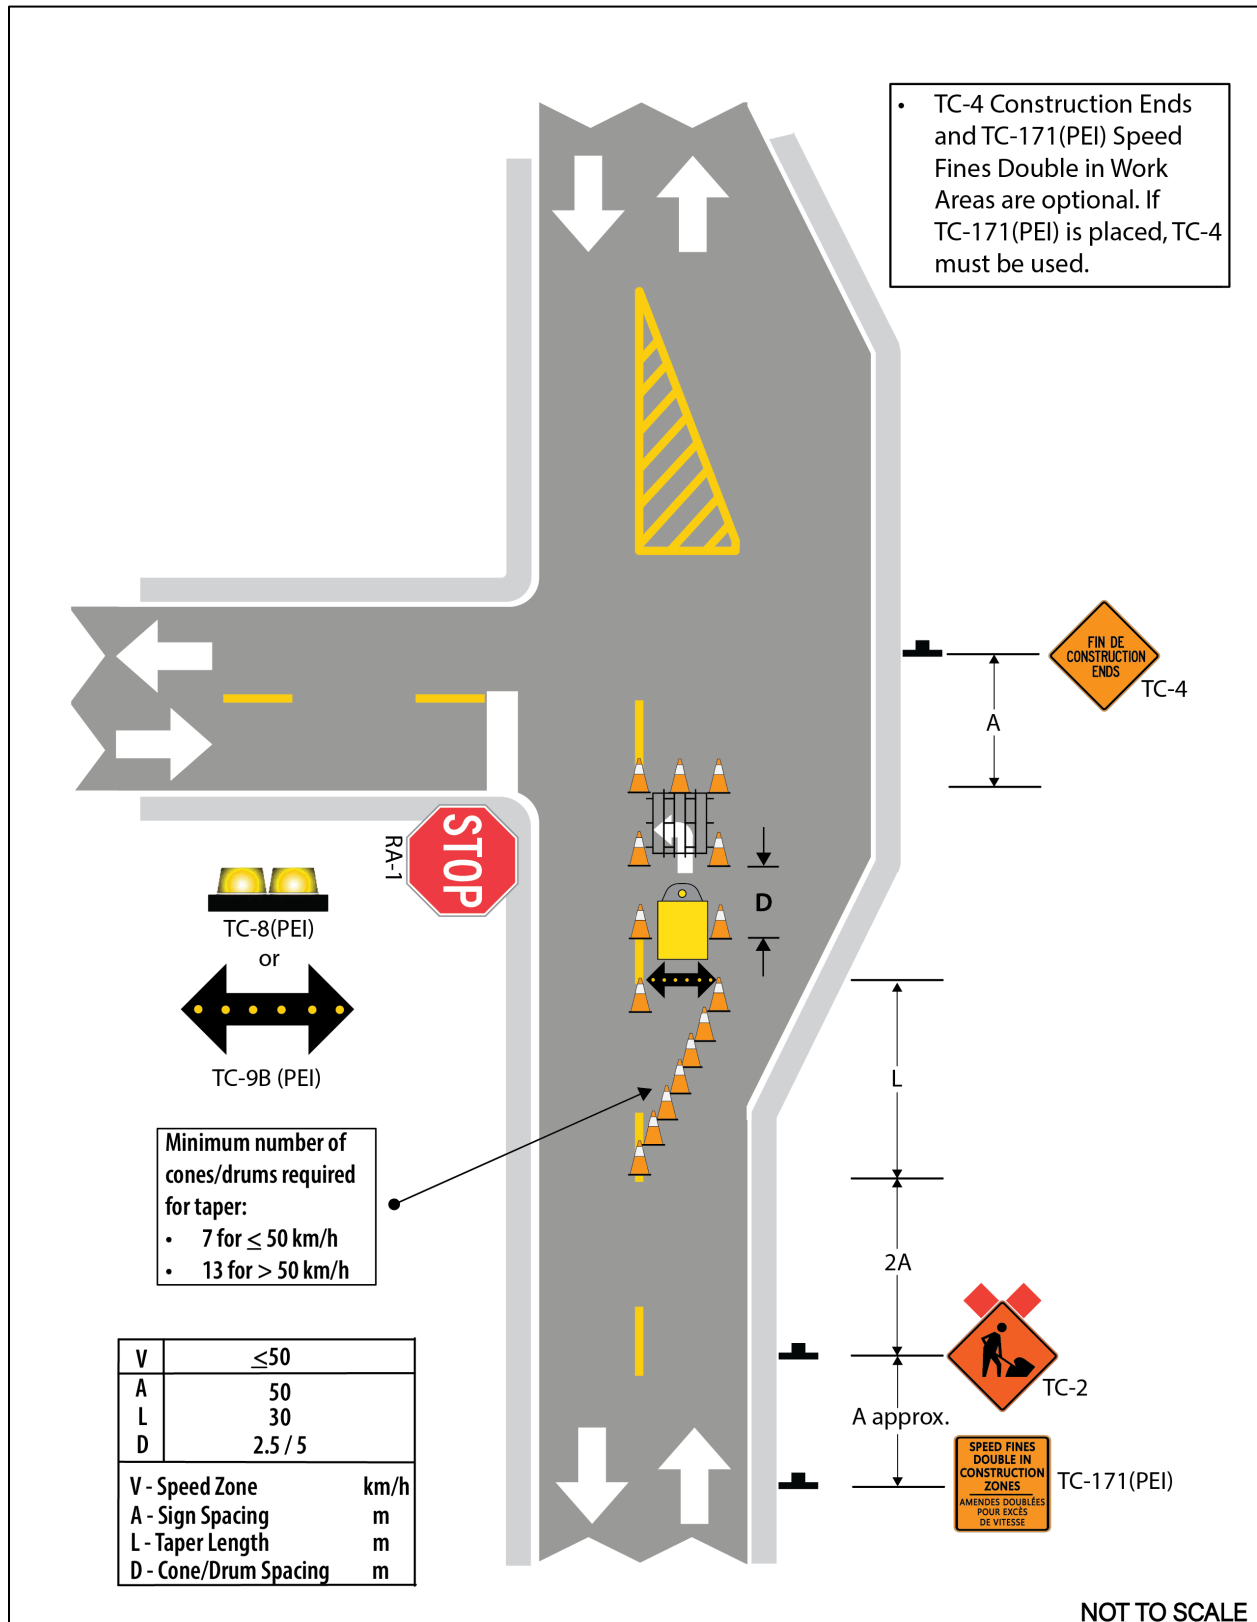 • TC-4 Construction Ends
and TC-171(PEI) Speed
Fines Double in Work
Areas are optional. If
TC-171(PEI) is placed, TC-4
must be used.
FIN DE
CONSTRUCTION
ENDS
TC-4
A
STOP
RA-1
D
TC-8(PEI)
or
TC-9B (PEI)
L
Minimum number of
cones/drums required
for taper:
• 7 for ≤ 50 km/h
• 13 for > 50 km/h
2A
TC-2
A approx.
SPEED FINES
DOUBLE IN
CONSTRUCTION
ZONES
AMENDES DOUBLÉES
POUR EXCÈS
DE VITESSE
TC-171(PEI)
V ≤50
A 50
L 30
D 2.5 / 5
V - Speed Zone km/h
A - Sign Spacing m
L - Taper Length m
D - Cone/Drum Spacing m
NOT TO SCALE